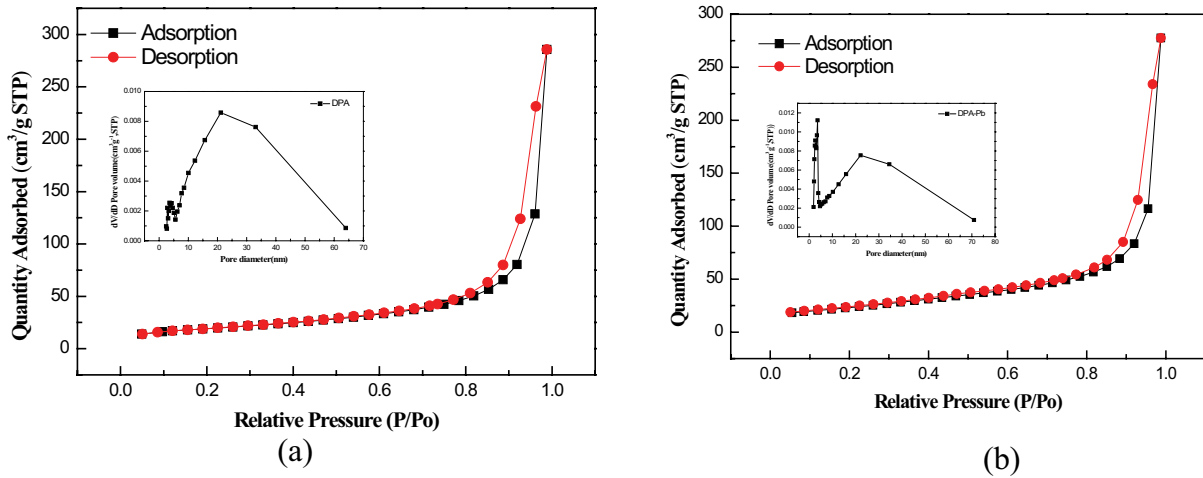 300
250
200
150
100
50
0
Quantity Adsorbed (cm³/g STP)
Adsorption
Desorption
0.010
0.008
0.006
0.004
0.002
0.000
dV/dD Pore volume(cm³g⁻¹,STP)
DPA
0 10 20 30 40 50 60 70
Pore diameter(nm)
0.0 0.2 0.4 0.6 0.8 1.0
Relative Pressure (P/Po)
(a)
300
250
200
150
100
50
0
Quantity Adsorbed (cm³/g STP)
Adsorption
Desorption
0.012
0.010
0.008
0.006
0.004
0.002
0.000
dV/dD Pore volume(cm³g⁻¹,STP)}
DPA-Pb
0 10 20 30 40 50 60 70 80
Pore diameter(nm)
0.0 0.2 0.4 0.6 0.8 1.0
Relative Pressure (P/Po)
(b)